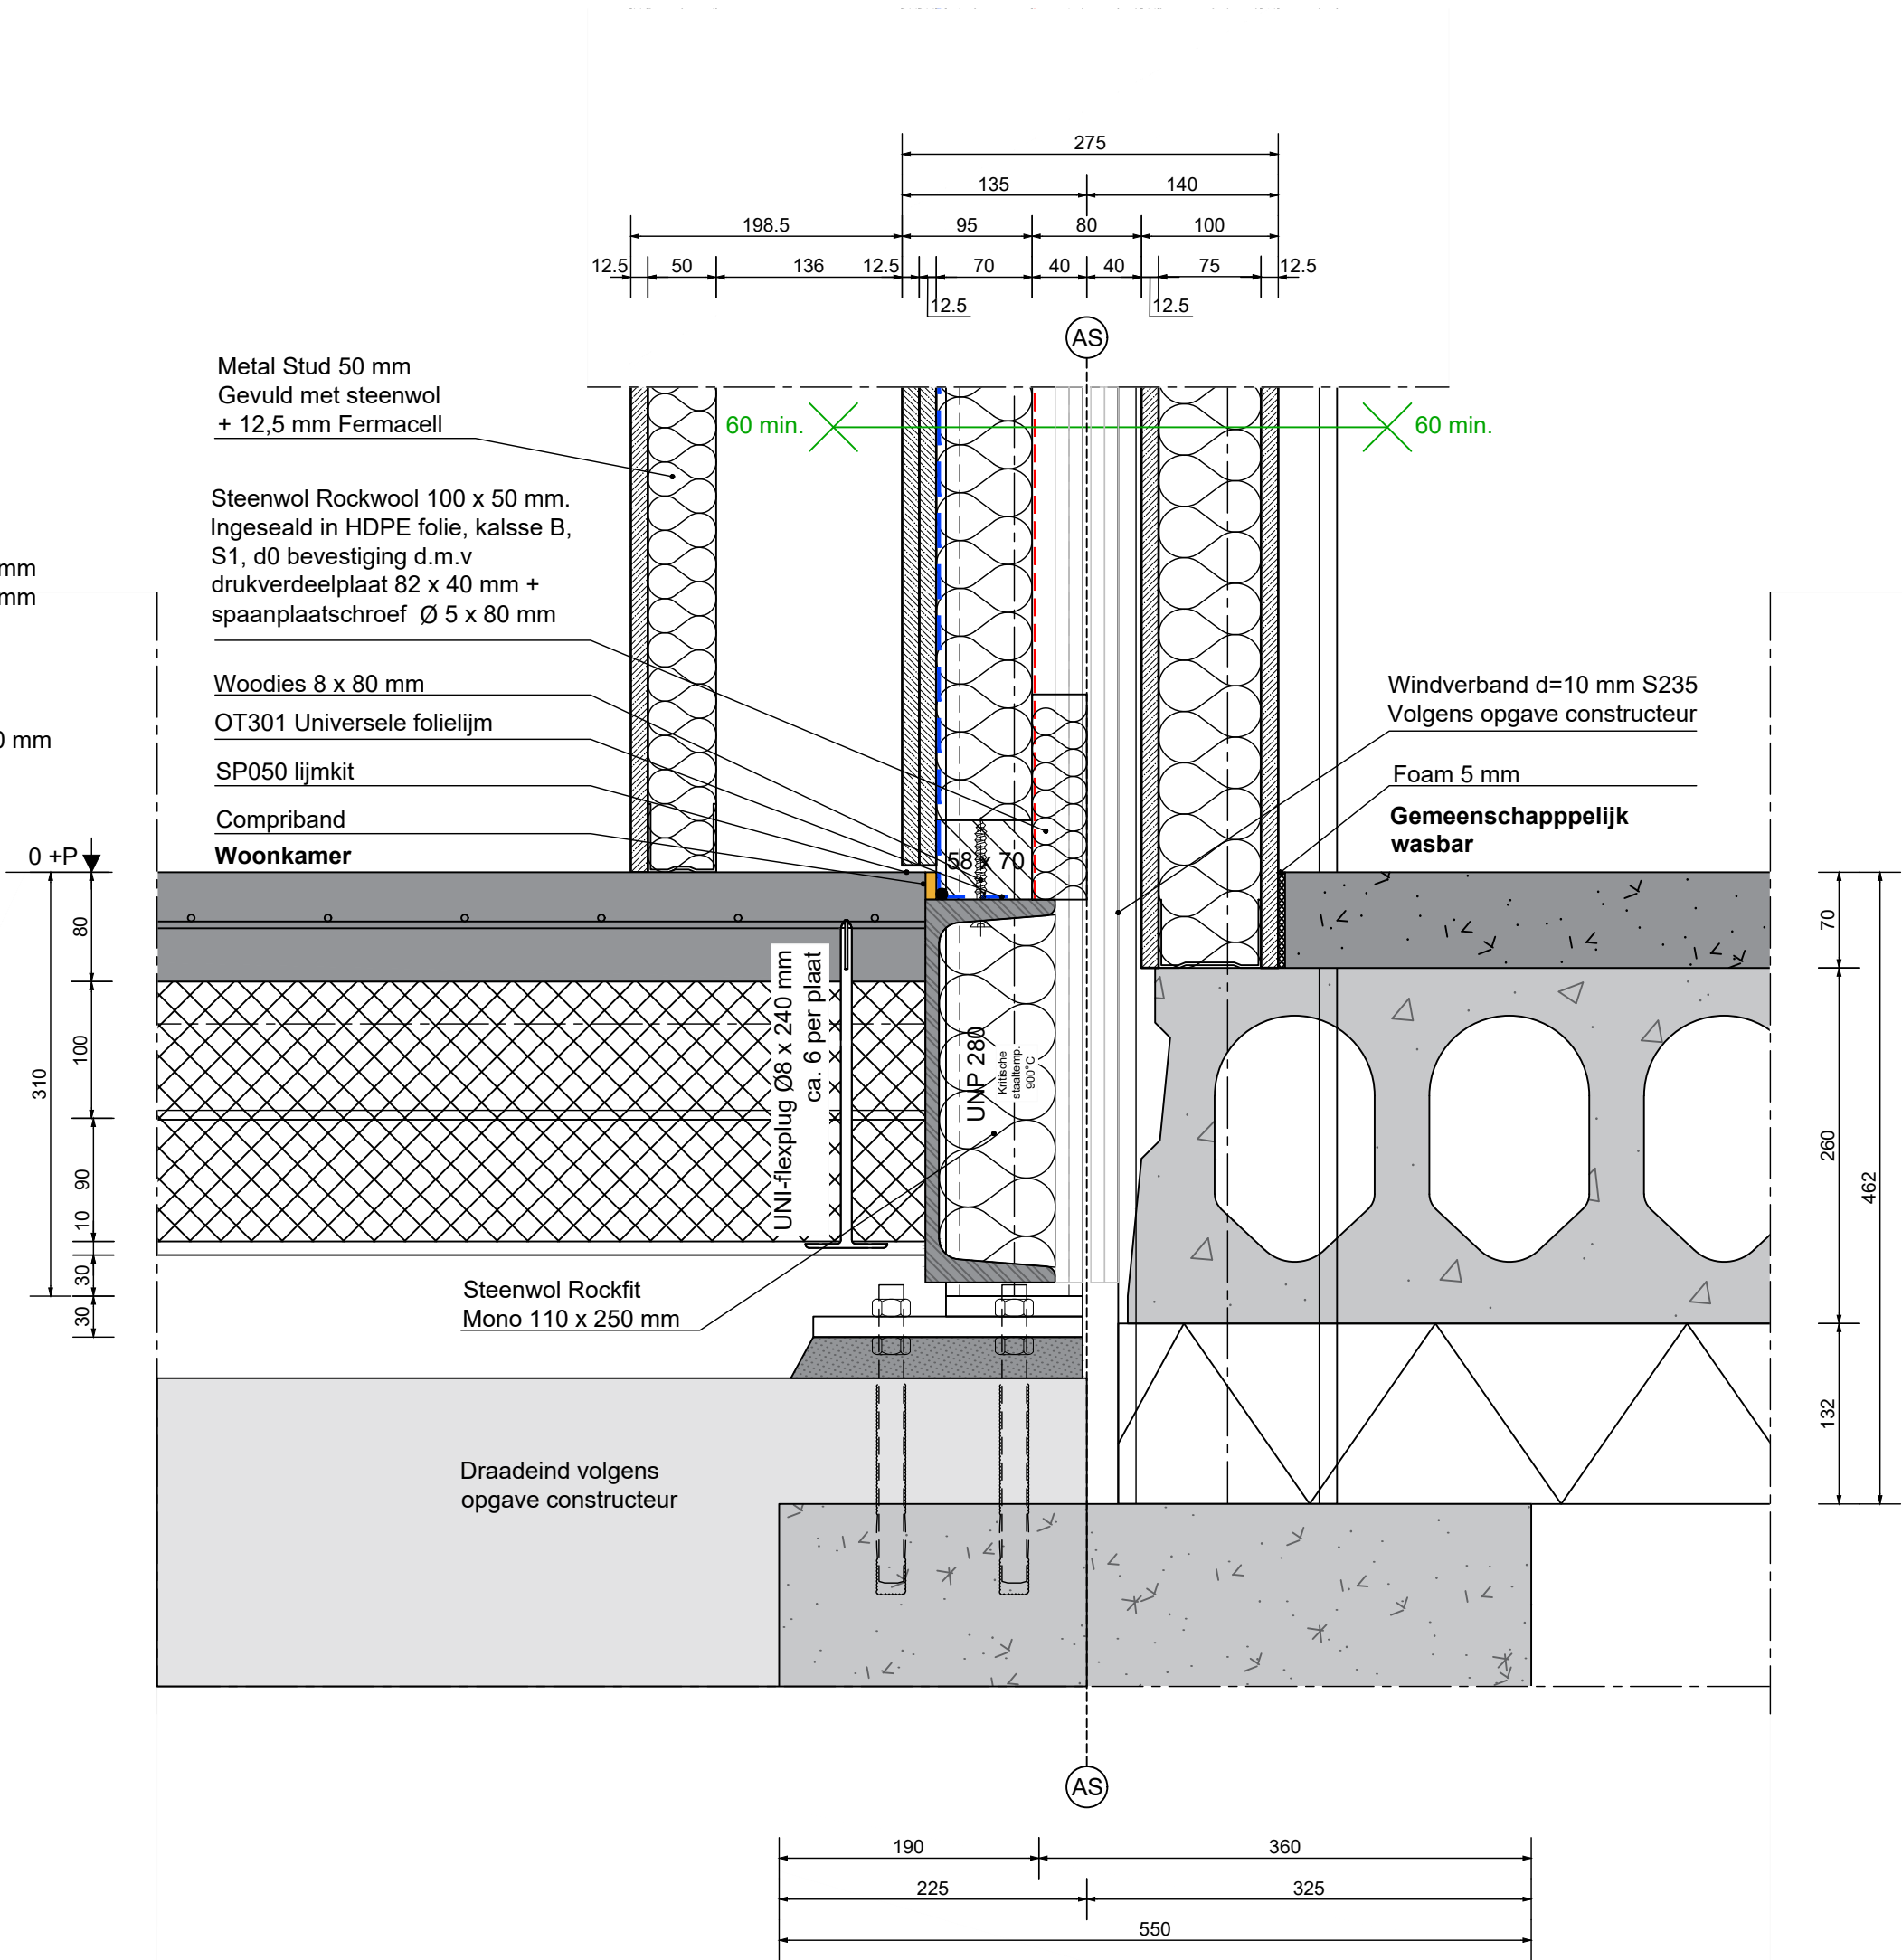 275
135
140
198.5
95
80
100
12.5
50
136
12.5
70
40
40
75
12.5
12.5
12.5
AS
Metal Stud 50 mm
Gevuld met steenwol
+ 12,5 mm Fermacell
60 min.
60 min.
Steenwol Rockwool 100 x 50 mm.
Ingeseald in HDPE folie, kalsse B,
S1, d0 bevestiging d.m.v
drukverdeelplaat 82 x 40 mm +
spaanplaatschroef Ø 5 x 80 mm
mm
mm
Woodies 8 x 80 mm
OT301 Universele folielijm
0 mm
SP050 lijmkit
Compriband
Woonkamer
0 +P
Windverband d=10 mm S235
Volgens opgave constructeur
Foam 5 mm
Gemeenschapppelijk
wasbar
58 x 70
80
100
90
10
30
30
310
UNI-flexplug Ø8 x 240 mm
ca. 6 per plaat
UNP 280
Kritische
staaltemp.
900°C
70
260
132
462
Steenwol Rockfit
Mono 110 x 250 mm
Draadeind volgens
opgave constructeur
AS
190
360
225
325
550